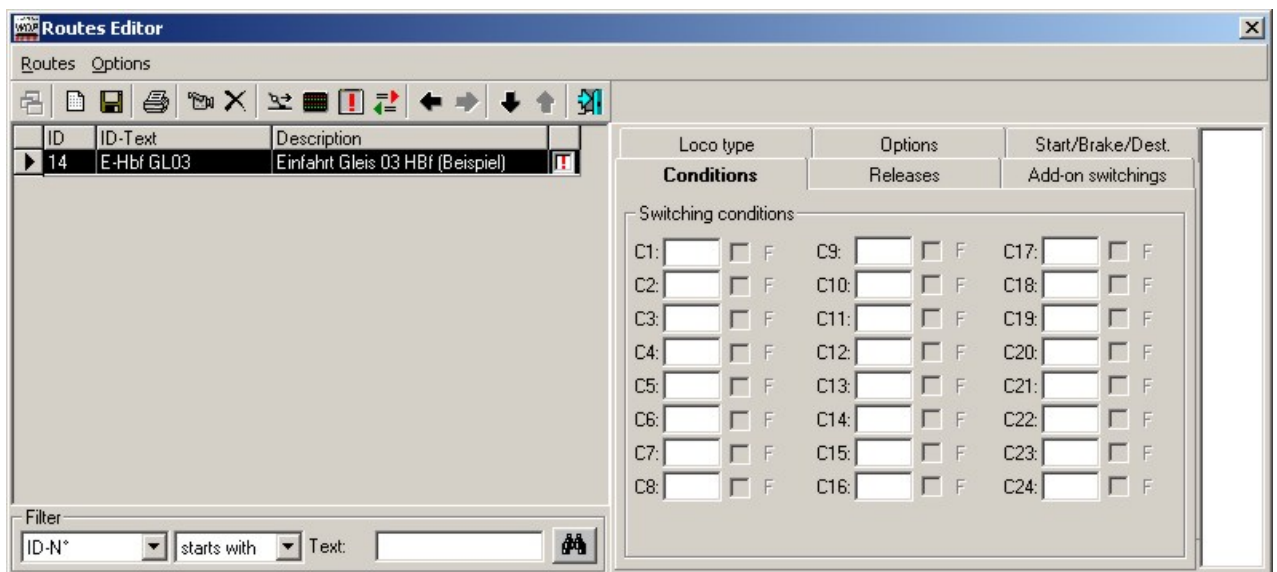 WDP Routes Editor
Routes Options
ID ID-Text Description
14 E-Hbf GL03 Einfahrt Gleis 03 HBf (Beispiel)
Loco type Options Start/Brake/Dest.
Conditions Releases Add-on switchings
Switching conditions
C1: F C9: F C17: F
C2: F C10: F C18: F
C3: F C11: F C19: F
C4: F C12: F C20: F
C5: F C13: F C21: F
C6: F C14: F C22: F
C7: F C15: F C23: F
C8: F C16: F C24: F
Filter
ID-N° starts with Text: